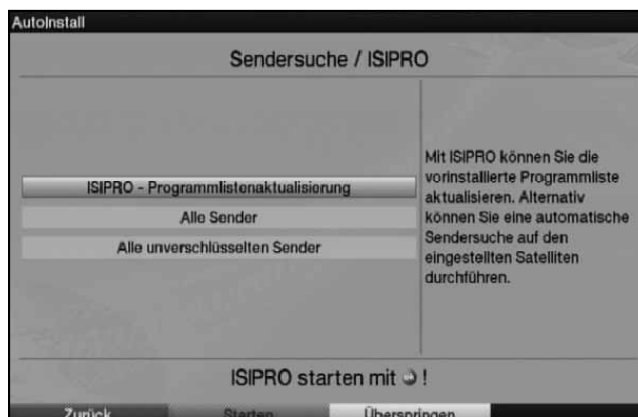 AutoInstall
Sendersuche / ISIPRO
ISIPRO - Programmlistenaktualisierung
Alle Sender
Alle unverschlüsselten Sender
Mit ISIPRO können Sie die
vorinstallierte Programmliste
aktualisieren. Alternativ
können Sie eine automatische
Sendersuche auf den
eingestellten Satelliten
durchführen.
ISIPRO starten mit !
Zurück
Starten
Überspringen